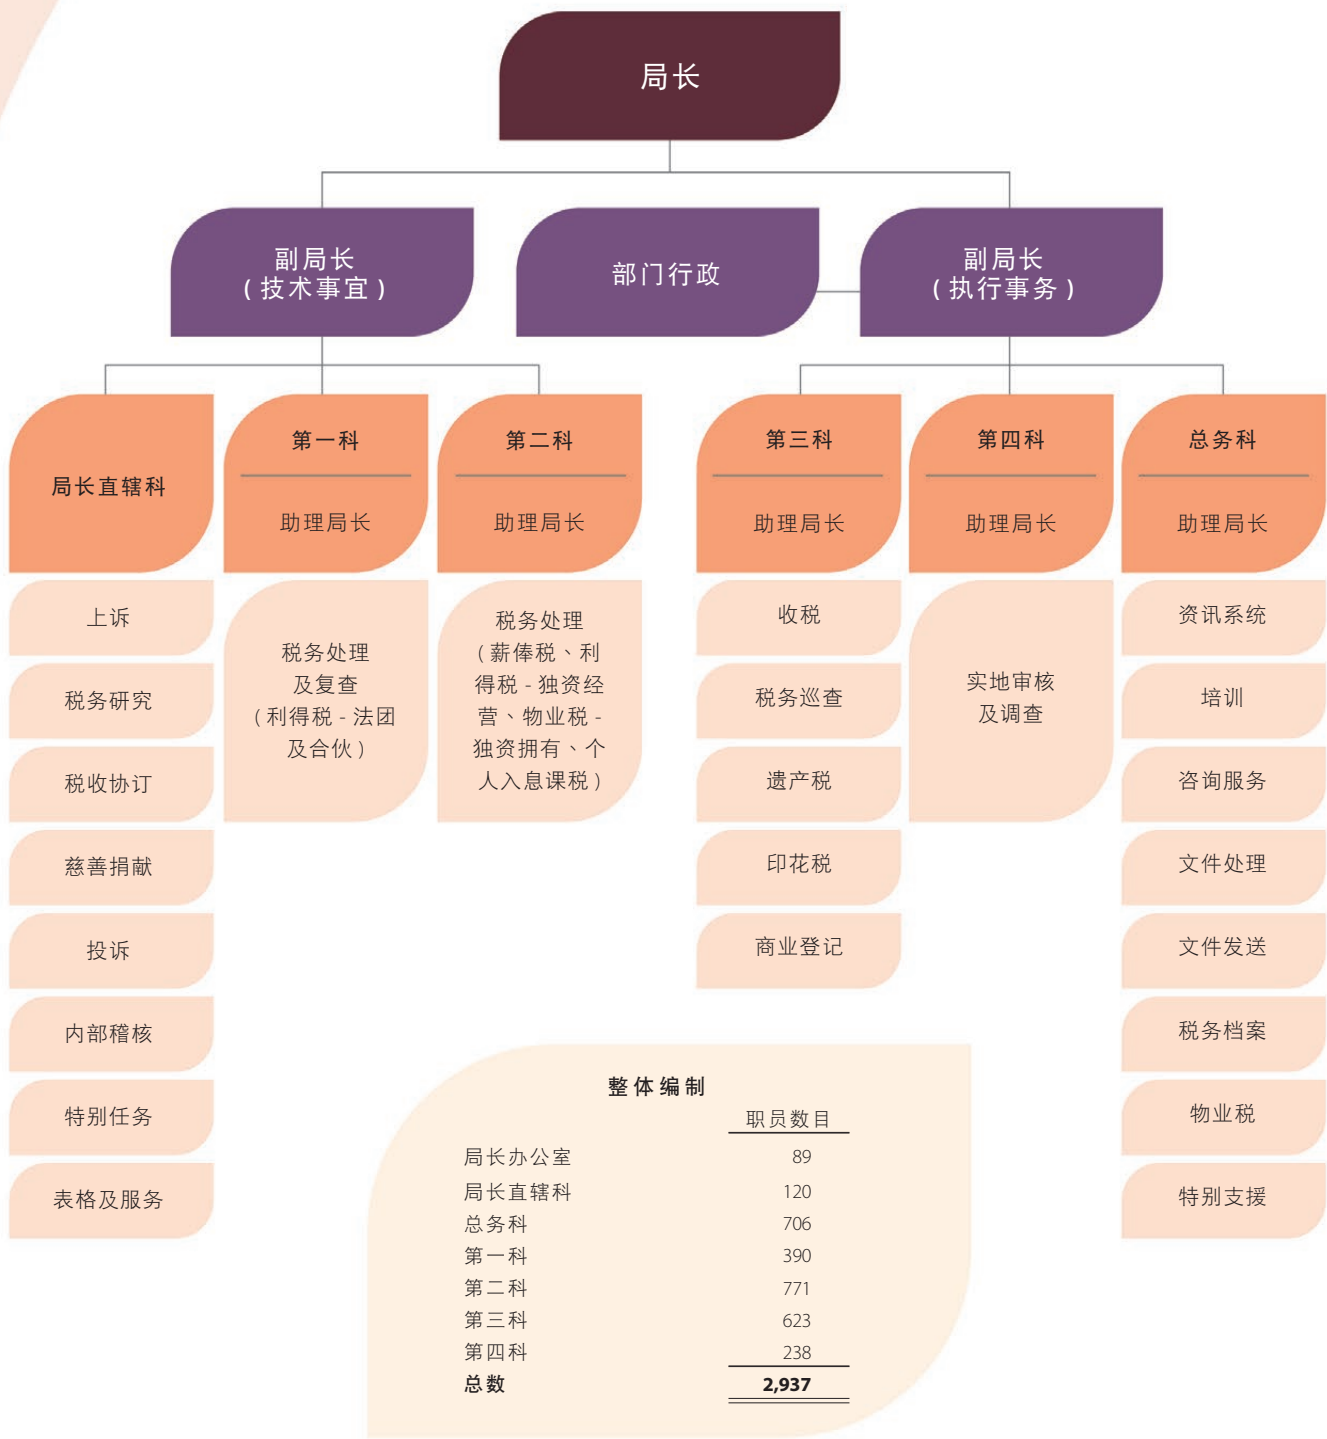 局长
副局长
(技术事宜)
部门行政
副局长
(执行事务)
局长直辖科
第一科
助理局长
第二科
助理局长
第三科
助理局长
第四科
助理局长
总务科
助理局长
上诉
税务研究
税收协订
慈善捐献
投诉
内部稽核
特别任务
表格及服务
税务处理
及复查
(利得税 - 法团
及合伙)
税务处理
(薪俸税、利
得税 - 独资经
营、物业税 -
独资拥有、个
人入息课税)
收税
税务巡查
遗产税
印花税
商业登记
实地审核
及调查
资讯系统
培训
咨询服务
文件处理
文件发送
税务档案
物业税
特别支援
整体编制
职员数目
局长办公室 89
局长直辖科 120
总务科 706
第一科 390
第二科 771
第三科 623
第四科 238
总数 2,937